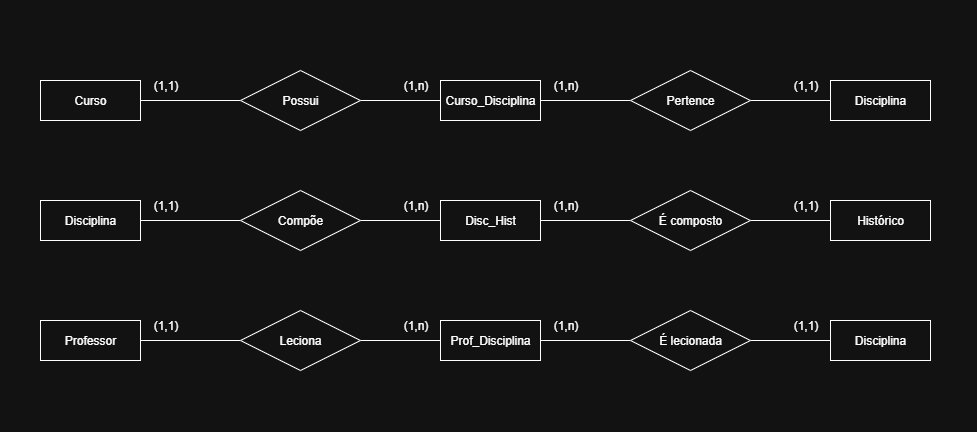 (1,1) (1,n) (1,n) (1,1)
Curso Possui Curso_Disciplina Pertence Disciplina
(1,1) (1,n) (1,n) (1,1)
Disciplina Compõe Disc_Hist É composto Histórico
(1,1) (1,n) (1,n) (1,1)
Professor Leciona Prof_Disciplina É lecionada Disciplina